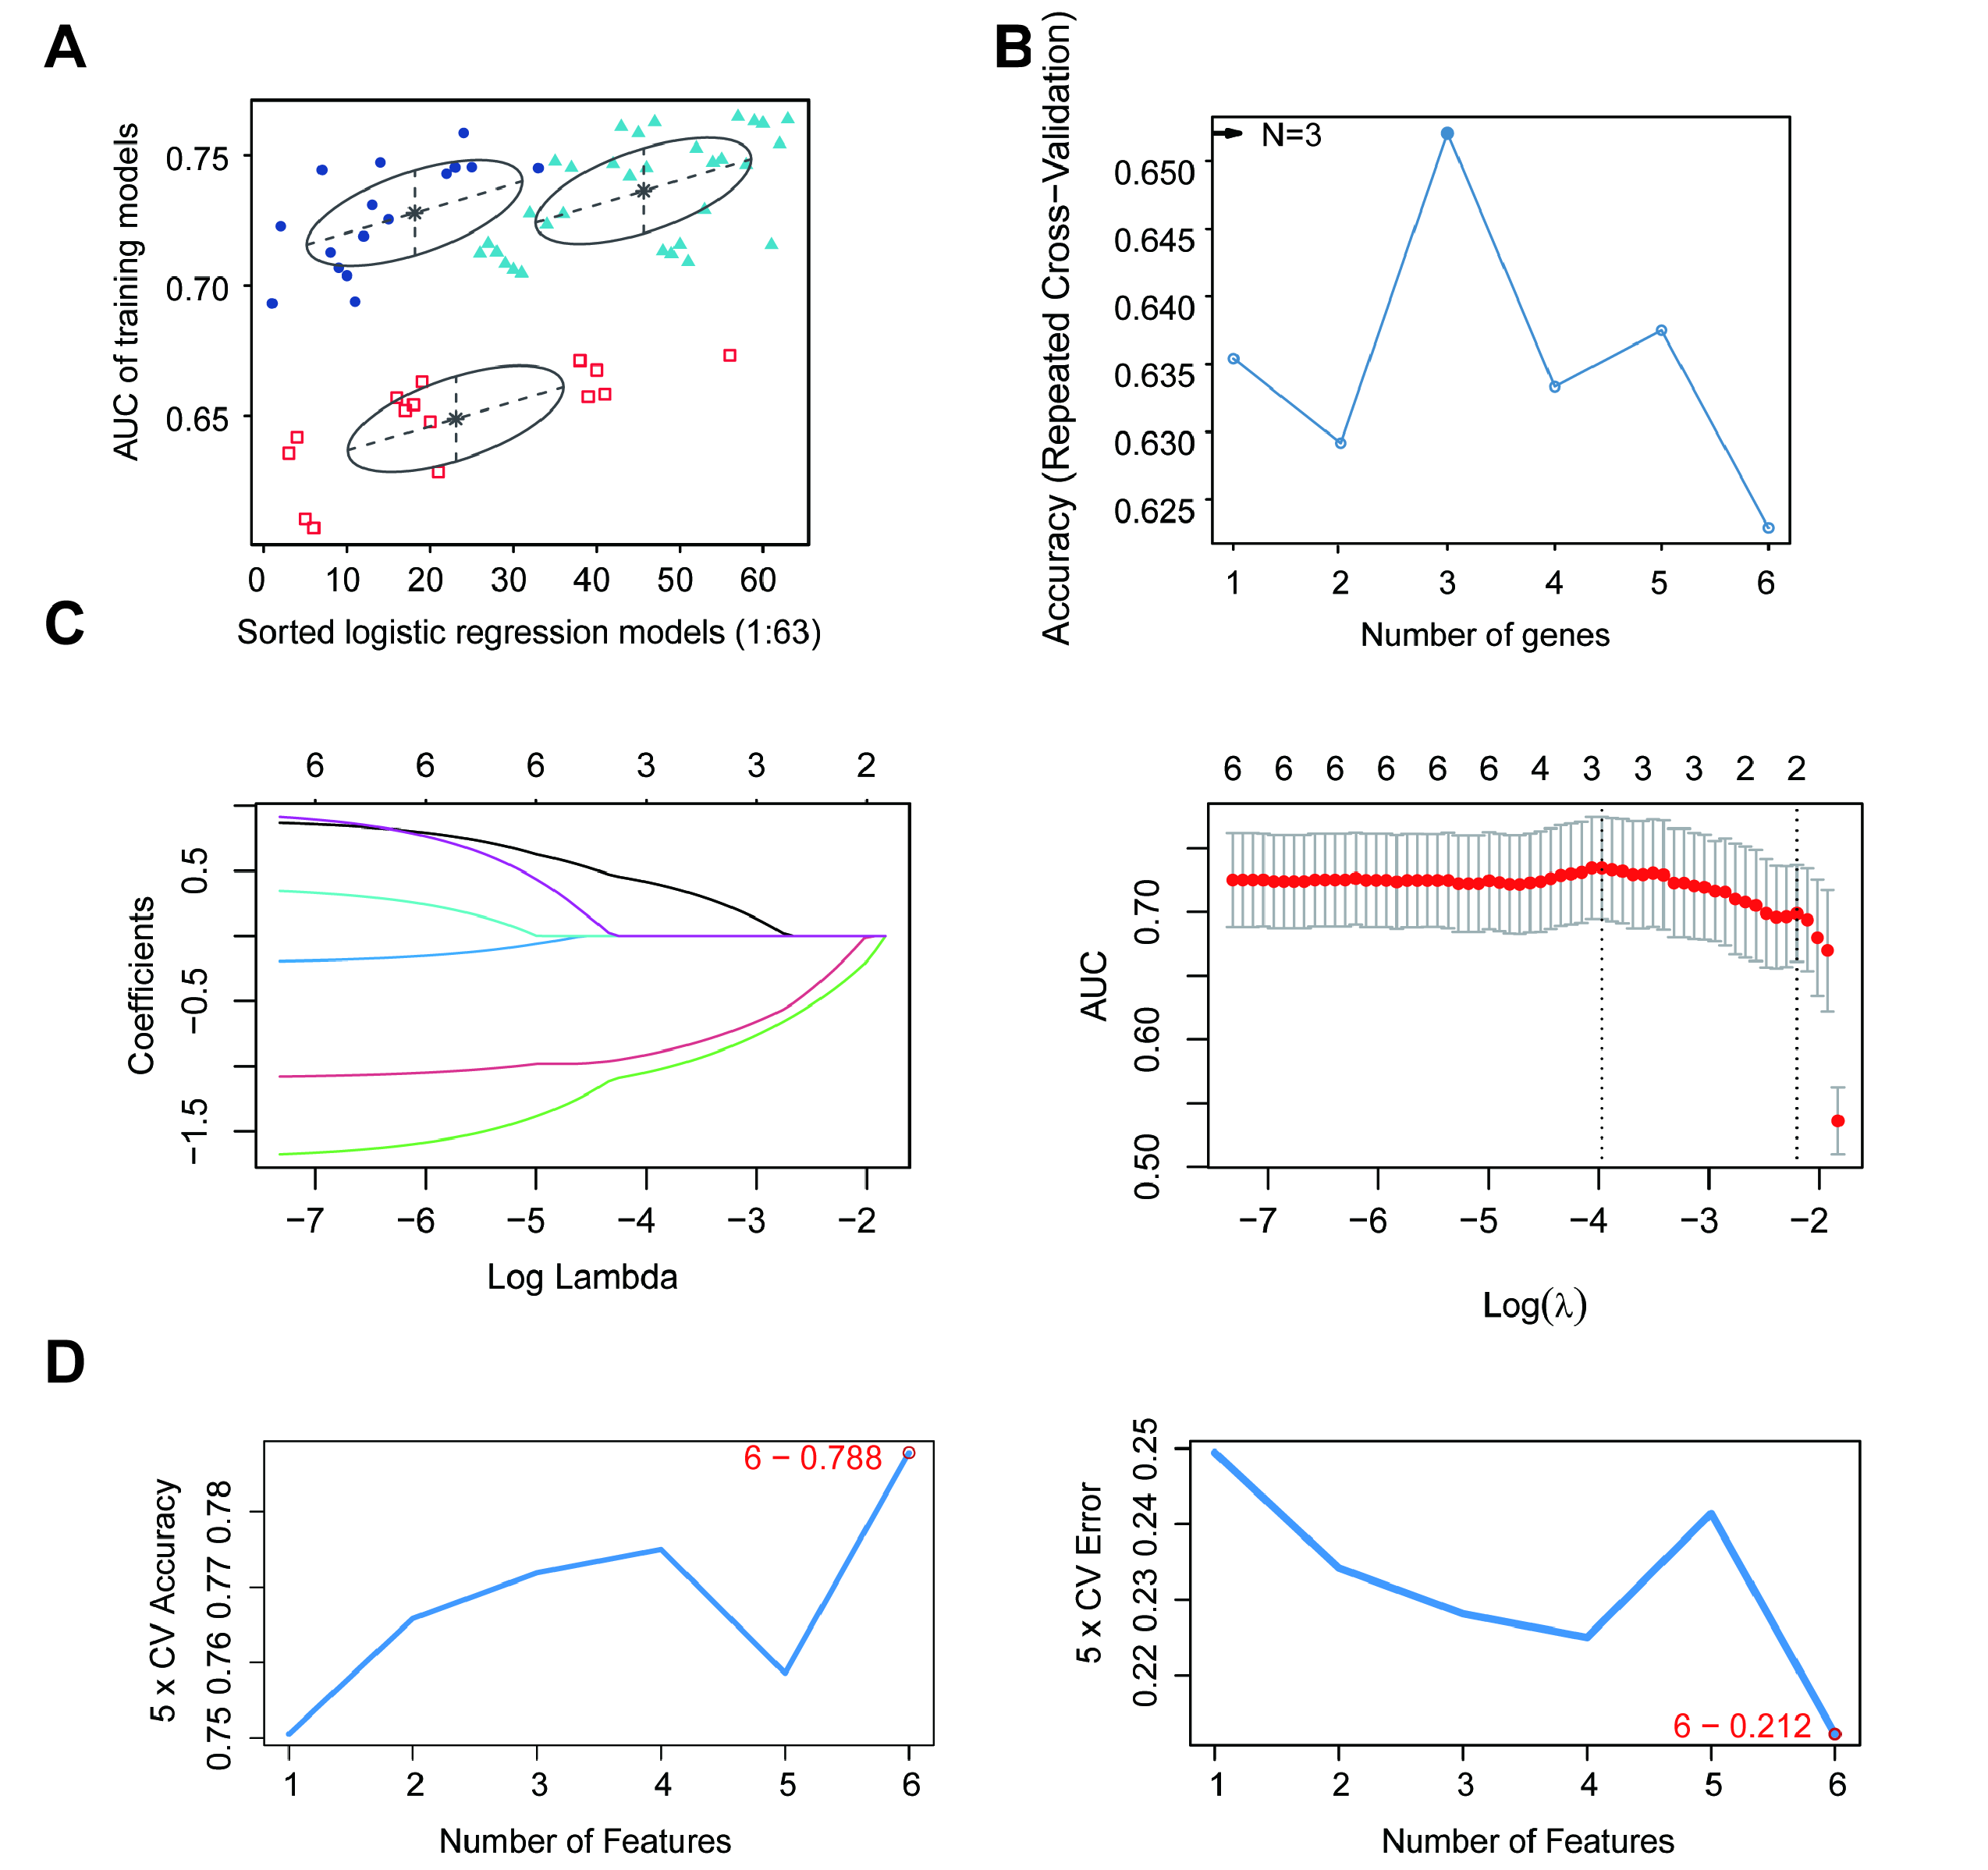 A
AUC of training models
0.75
0.70
0.65
0 10 20 30 40 50 60
Sorted logistic regression models (1:63)
B
Accuracy (Repeated Cross−Validation)
N=3
0.650
0.645
0.640
0.635
0.630
0.625
1 2 3 4 5 6
Number of genes
C
6 6 6 3 3 2
Coefficients
0.5
−0.5
−1.5
−7 −6 −5 −4 −3 −2
Log Lambda
6 6 6 6 6 6 4 3 3 3 2 2
AUC
0.70
0.60
0.50
−7 −6 −5 −4 −3 −2
Log(λ)
D
5 x CV Accuracy
0.78
0.77
0.76
0.75
6 − 0.788
1 2 3 4 5 6
Number of Features
5 x CV Error
0.25
0.24
0.23
0.22
6 − 0.212
1 2 3 4 5 6
Number of Features